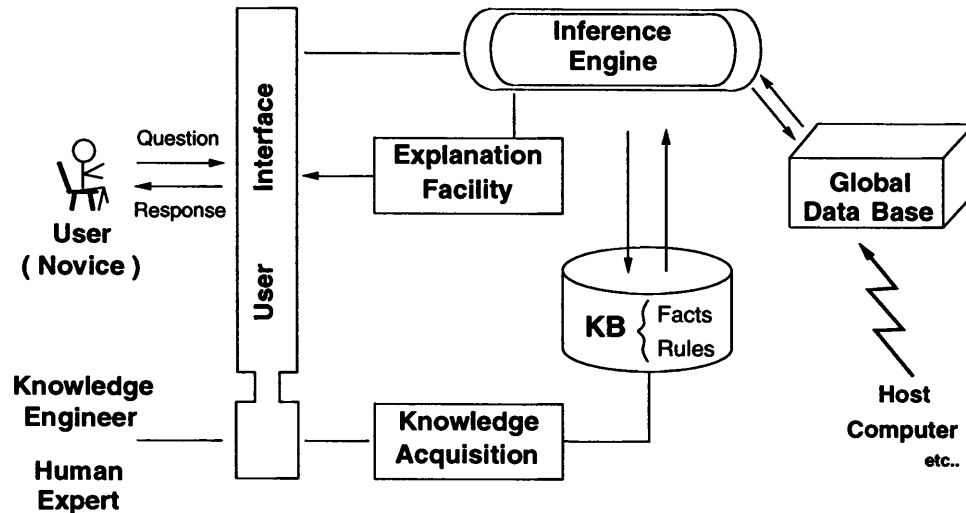 Inference
Engine
Question
Response
User
( Novice )
User Interface
Explanation
Facility
Global
Data Base
KB
Facts
Rules
Knowledge
Engineer
Human
Expert
Knowledge
Acquisition
Host
Computer
etc..